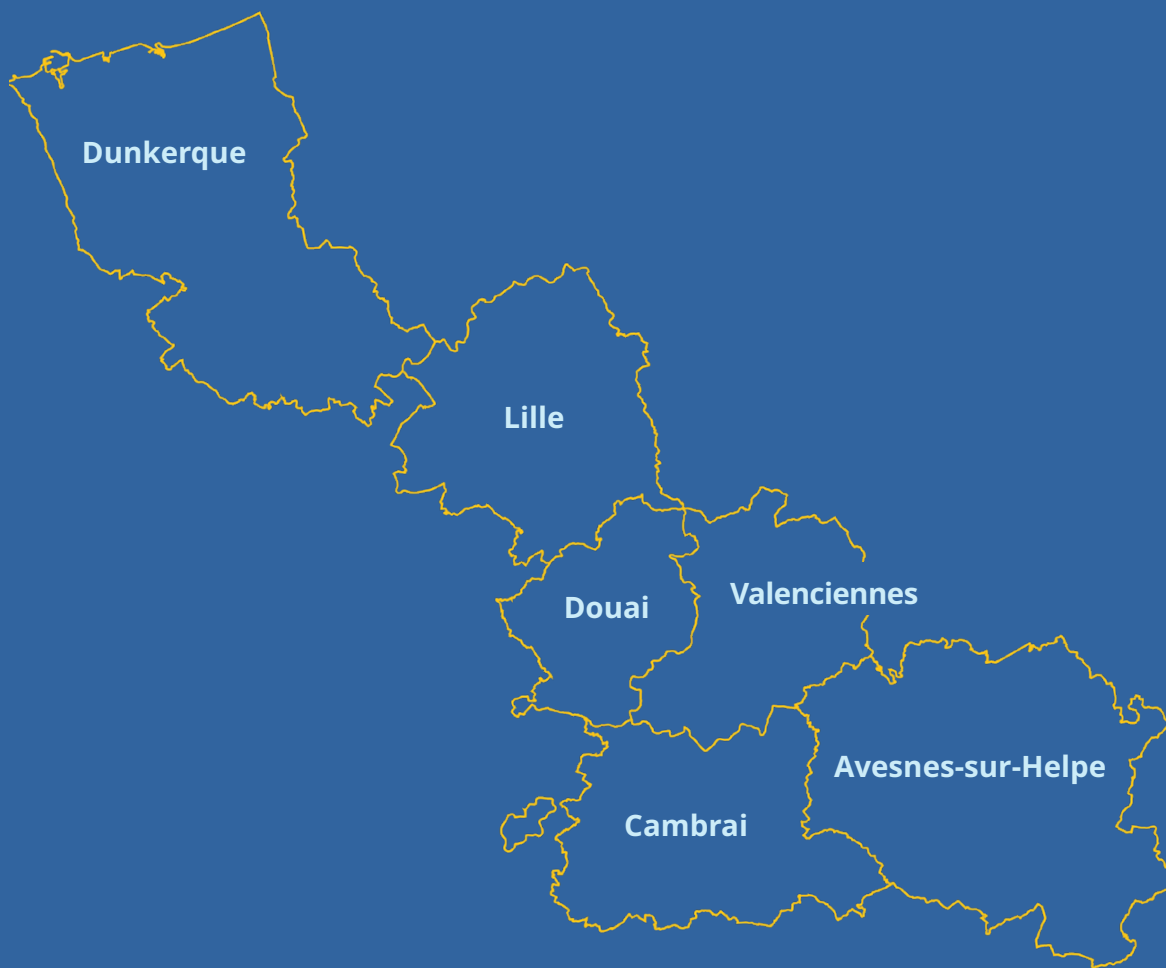 Dunkerque
Lille
Valenciennes
Douai
Avesnes-sur-Helpe
Cambrai